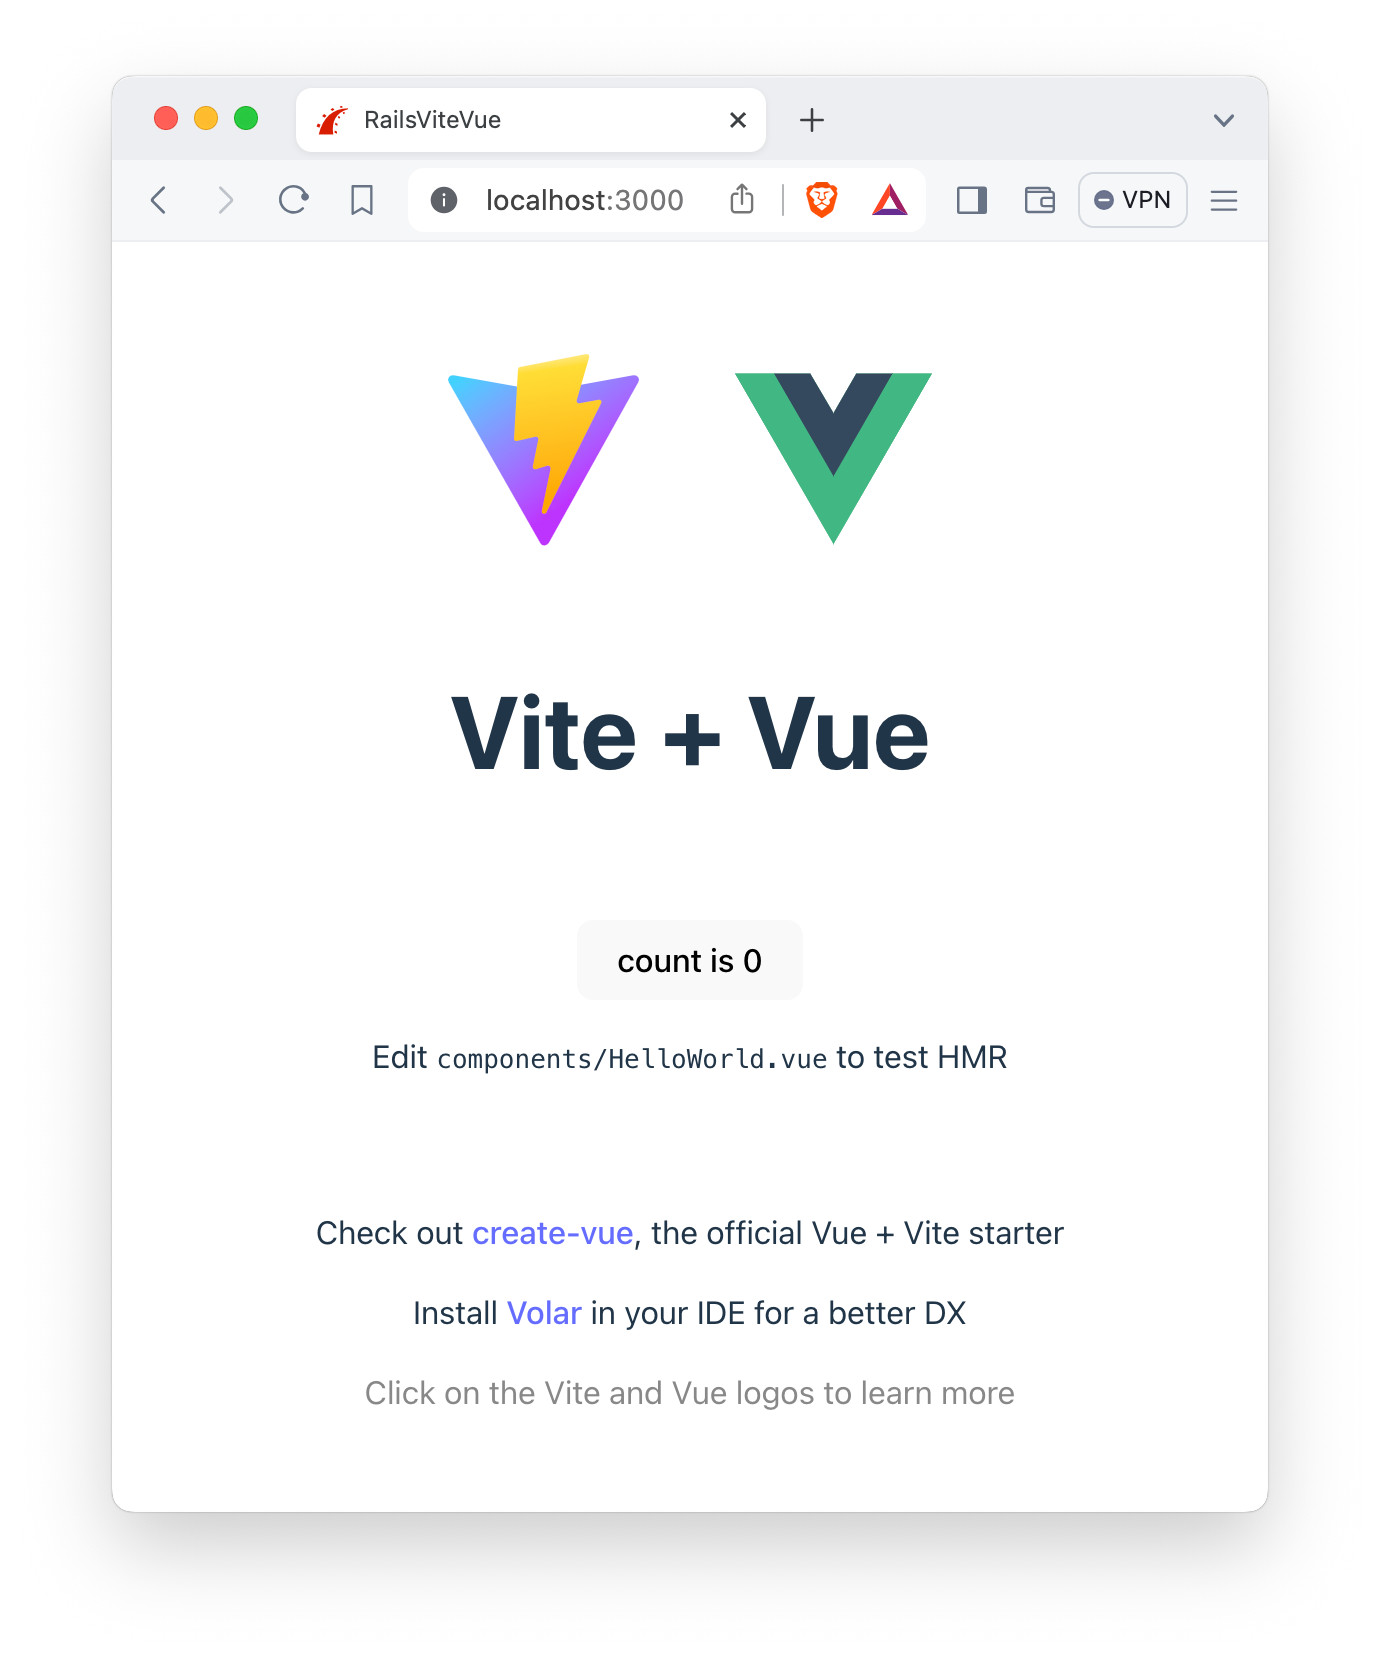 RailsViteVue
localhost:3000
VPN
Vite + Vue
count is 0
Edit components/HelloWorld.vue to test HMR
Check out create-vue, the official Vue + Vite starter
Install Volar in your IDE for a better DX
Click on the Vite and Vue logos to learn more